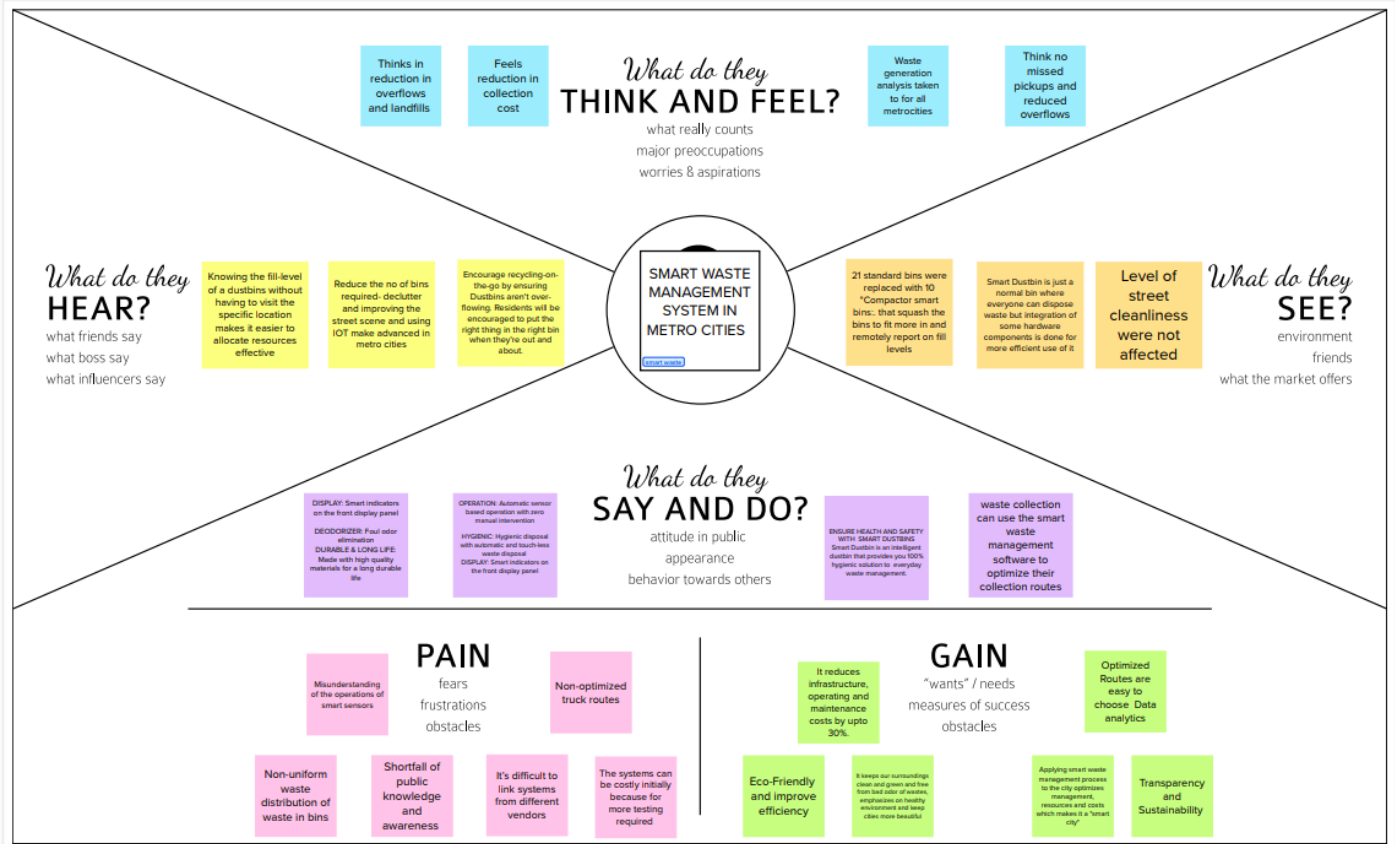 What do they
THINK AND FEEL?
what really counts
major preoccupations
worries & aspirations
Thinks in
reduction in
overflows
and landfills
Feels
reduction in
collection
cost
Waste
generation
analysis taken
to for all
metrocities
Think no
missed
pickups and
reduced
overflows
What do they
HEAR?
what friends say
what boss say
what influencers say
Knowing the fill-level
of a dustbins without
having to visit the
specific location
makes it easier to
allocate resources
effective
Reduce the no of bins
required- declutter
and improving the
street scene and using
IOT make advanced in
metro cities
Encourage recycling-on-
the-go by ensuring
Dustbins aren't over-
flowing. Residents will be
encouraged to put the
right thing in the right bin
when they're out and
about.
SMART WASTE
MANAGEMENT
SYSTEM IN
METRO CITIES
smart waste
21 standard bins were
replaced with 10
"Compactor smart
bins:. that squash the
bins to fit more in and
remotely report on fill
levels
Smart Dustbin is just a
normal bin where
everyone can dispose
waste but integration of
some hardware
components is done for
more efficient use of it
Level of
street
cleanliness
were not
affected
What do they
SEE?
environment
friends
what the market offers
What do they
SAY AND DO?
attitude in public
appearance
behavior towards others
DISPLAY: Smart indicators
on the front display panel
DEODORIZER: Foul odor
elimination
DURABLE & LONG LIFE:
Made with high quality
materials for a long durable
life
OPERATION: Automatic sensor
based operation with zero
manual intervention
HYGIENIC: Hygienic disposal
with automatic and touch-less
waste disposal
DISPLAY: Smart indicators on
the front display panel
ENSURE HEALTH AND SAFETY
WITH SMART DUSTBINS
Smart Dustbin is an intelligent
dustbin that provides you 100%
hygienic solution to everyday
waste management.
waste collection
can use the smart
waste
management
software to
optimize their
collection routes
PAIN
fears
frustrations
obstacles
Misunderstanding
of the operations of
smart sensors
Non-optimized
truck routes
Non-uniform
waste
distribution of
waste in bins
Shortfall of
public
knowledge
and
awareness
It's difficult to
link systems
from different
vendors
The systems can
be costly initially
because for
more testing
required
GAIN
"wants" / needs
measures of success
obstacles
It reduces
infrastructure,
operating and
maintenance
costs by upto
30%.
Optimized
Routes are
easy to
choose Data
analytics
Eco-Friendly
and improve
efficiency
It keeps our surroundings
clean and green and free
from bad odor of wastes,
emphasizes on healthy
environment and keep
cities more beautiful
Applying smart waste
management process
to the city optimizes
management,
resources and costs
which makes it a "smart
city"
Transparency
and
Sustainability